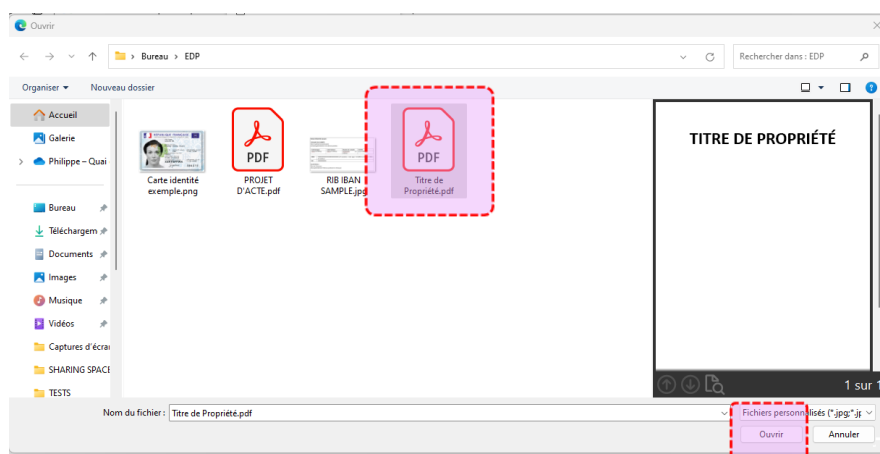 Ouvrir
Bureau > EDP
Rechercher dans : EDP
Organiser
Nouveau dossier
Accueil
Galerie
Philippe – Quai
Bureau
Téléchargem
Documents
Images
Musique
Vidéos
Captures d'écran
SHARING SPACE
TESTS
PDF
PDF
Carte identité
exemple.png
PROJET
D'ACTE.pdf
RIB IBAN
SAMPLE.jpg
Titre de
Propriété.pdf
TITRE DE PROPRIÉTÉ
1 sur 1
Nom du fichier :
Titre de Propriété.pdf
Fichiers personnalisés (*.jpg;*.jp
Ouvrir
Annuler